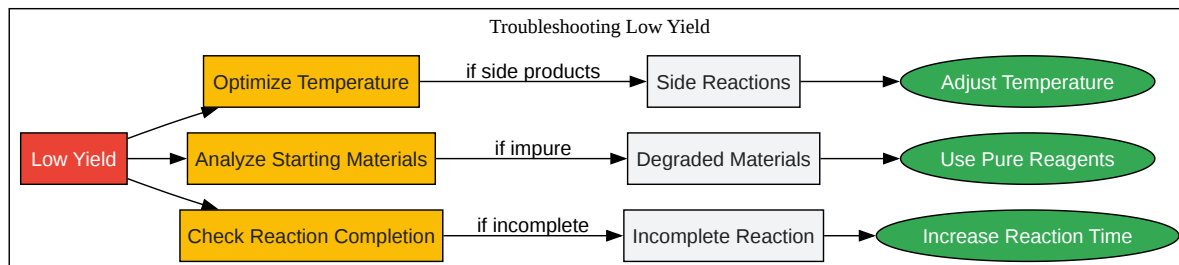 Troubleshooting Low Yield
Optimize Temperature
if side products
Side Reactions
Adjust Temperature
Low Yield
Analyze Starting Materials
if impure
Degraded Materials
Use Pure Reagents
Check Reaction Completion
if incomplete
Incomplete Reaction
Increase Reaction Time